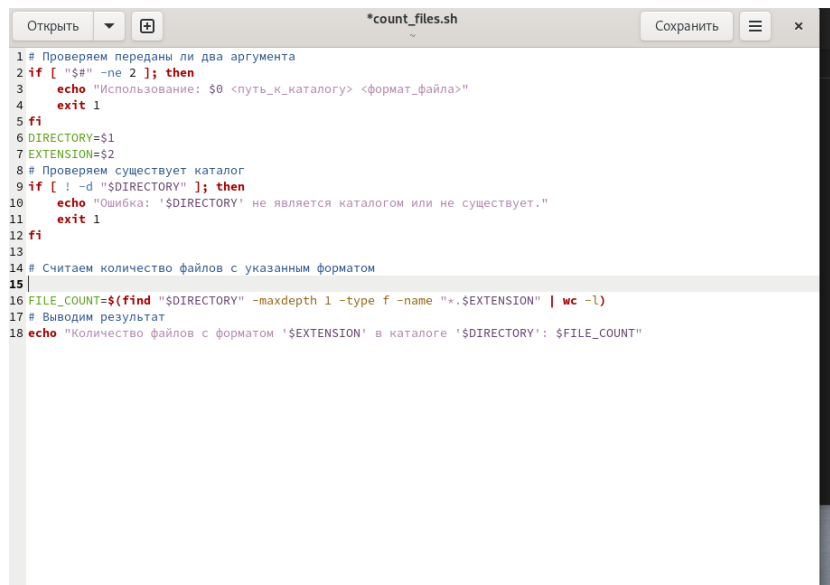 Открыть
*count_files.sh
~
Сохранить
1 # Проверяем переданы ли два аргумента
2 if [ "$#" -ne 2 ]; then
3     echo "Использование: $0 <путь_к_каталогу> <формат_файла>"
4     exit 1
5 fi
6 DIRECTORY=$1
7 EXTENSION=$2
8 # Проверяем существует каталог
9 if [ ! -d "$DIRECTORY" ]; then
10     echo "Ошибка: '$DIRECTORY' не является каталогом или не существует."
11     exit 1
12 fi
13
14 # Считаем количество файлов с указанным форматом
15
16 FILE_COUNT=$(find "$DIRECTORY" -maxdepth 1 -type f -name "*.$EXTENSION" | wc -l)
17 # Выводим результат
18 echo "Количество файлов с форматом '$EXTENSION' в каталоге '$DIRECTORY': $FILE_COUNT"